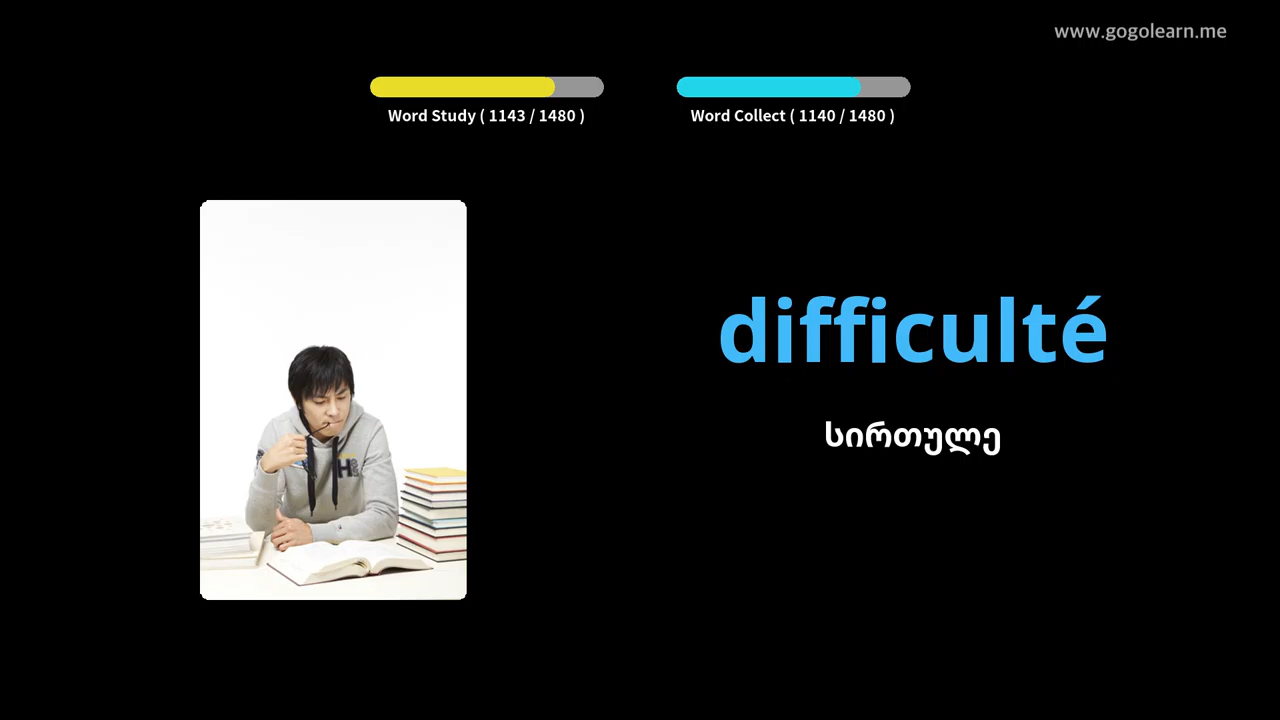 www.gogolearn.me
Word Study ( 1143 / 1480 )
Word Collect ( 1140 / 1480 )
difficulté
სირთულე
H